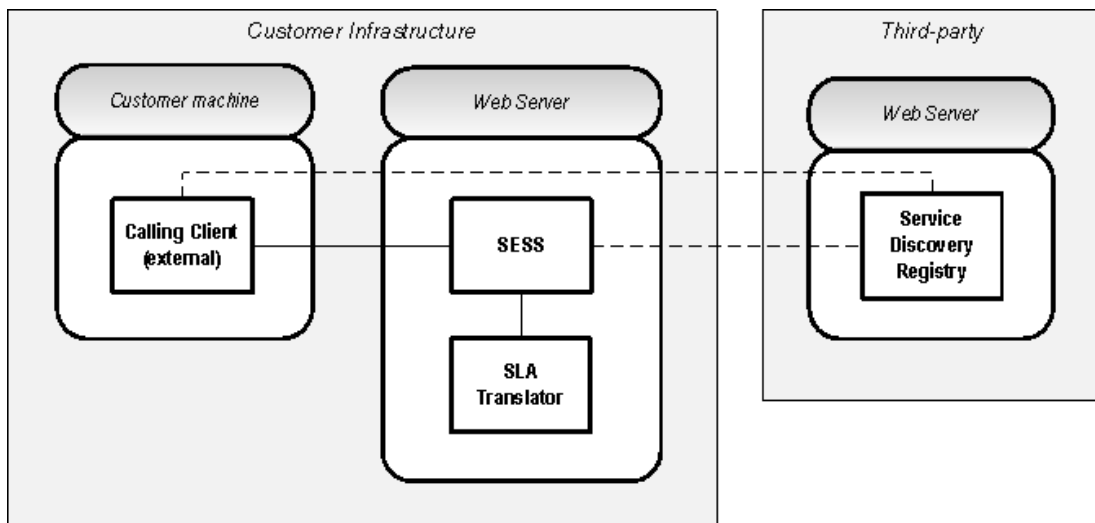 Customer Infrastructure
Third-party
Customer machine
Web Server
Web Server
Calling Client
(external)
SESS
Service
Discovery
Registry
SLA
Translator